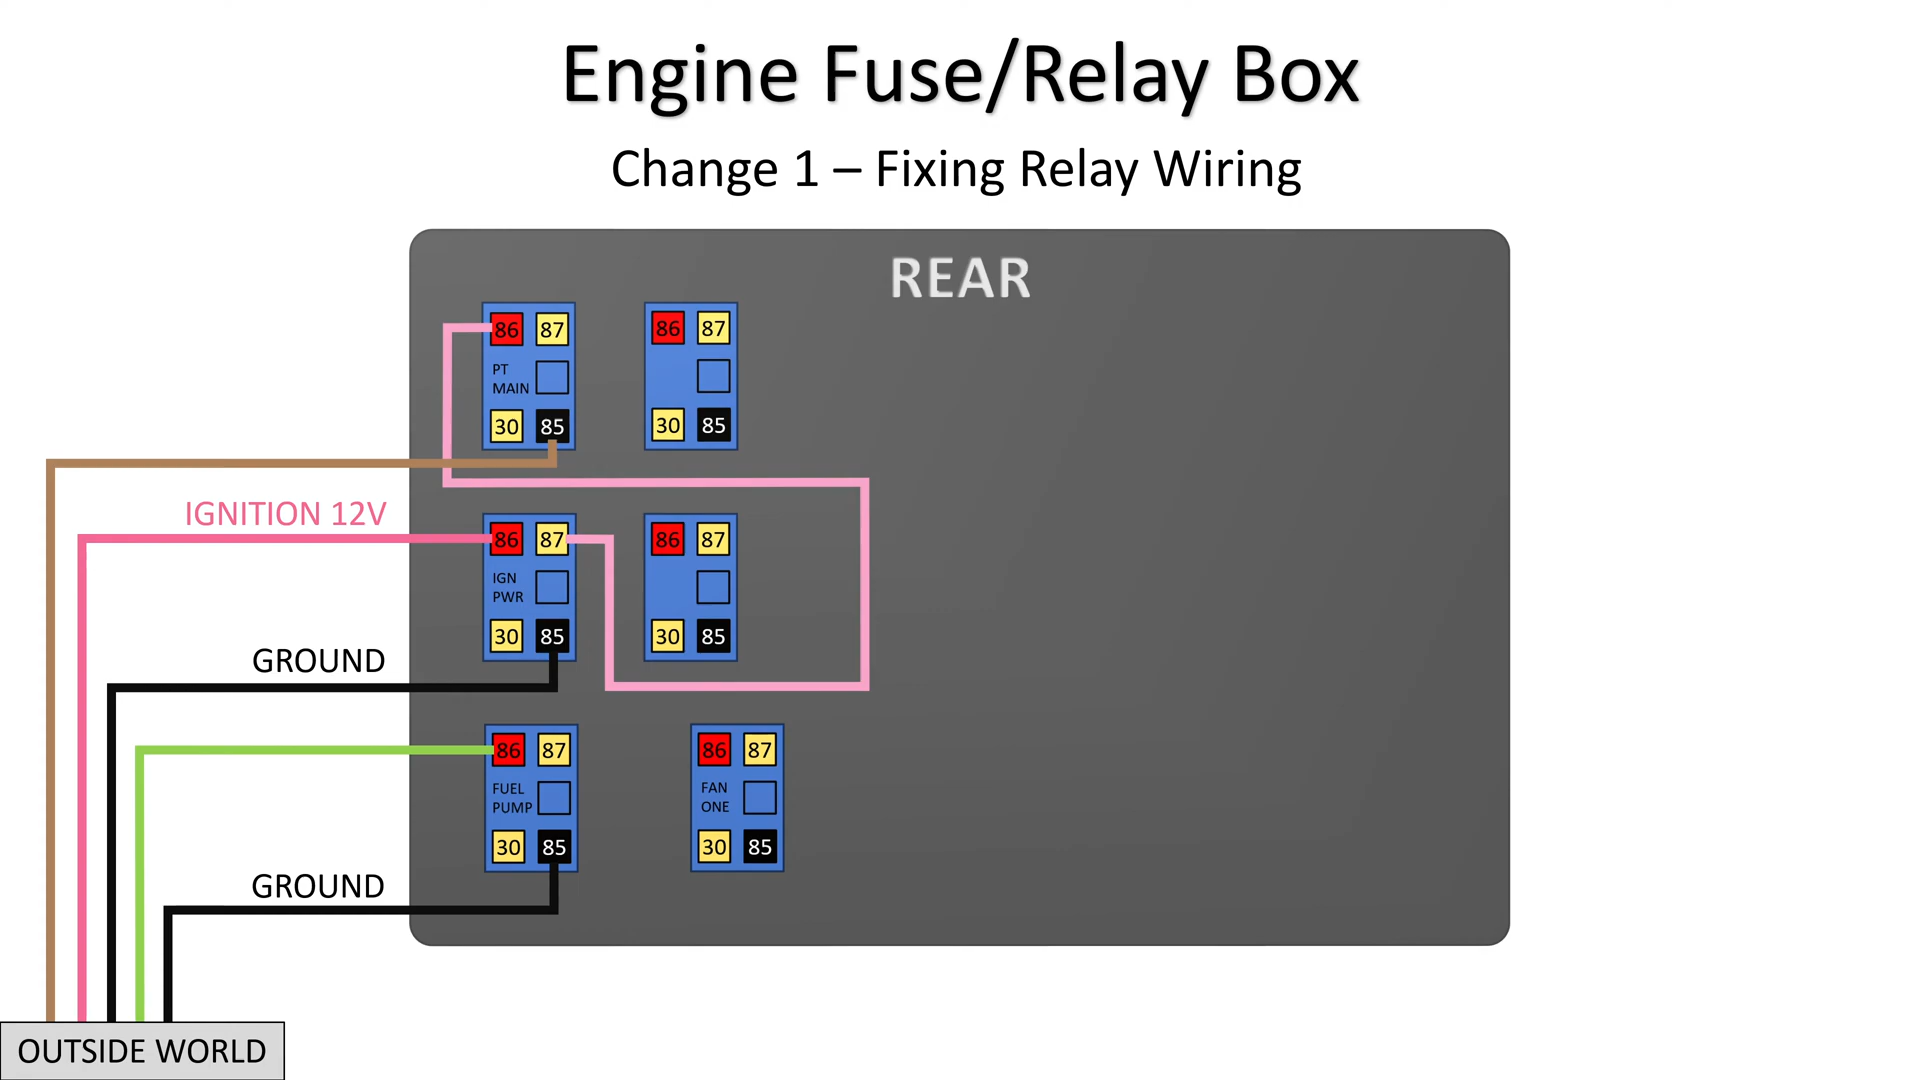 Engine Fuse/Relay Box
Change 1 – Fixing Relay Wiring
REAR
86 87
PT
MAIN
30 85
86 87
30 85
IGNITION 12V
86 87
IGN
PWR
30 85
86 87
30 85
GROUND
86 87
FUEL
PUMP
30 85
86 87
FAN
ONE
30 85
GROUND
OUTSIDE WORLD